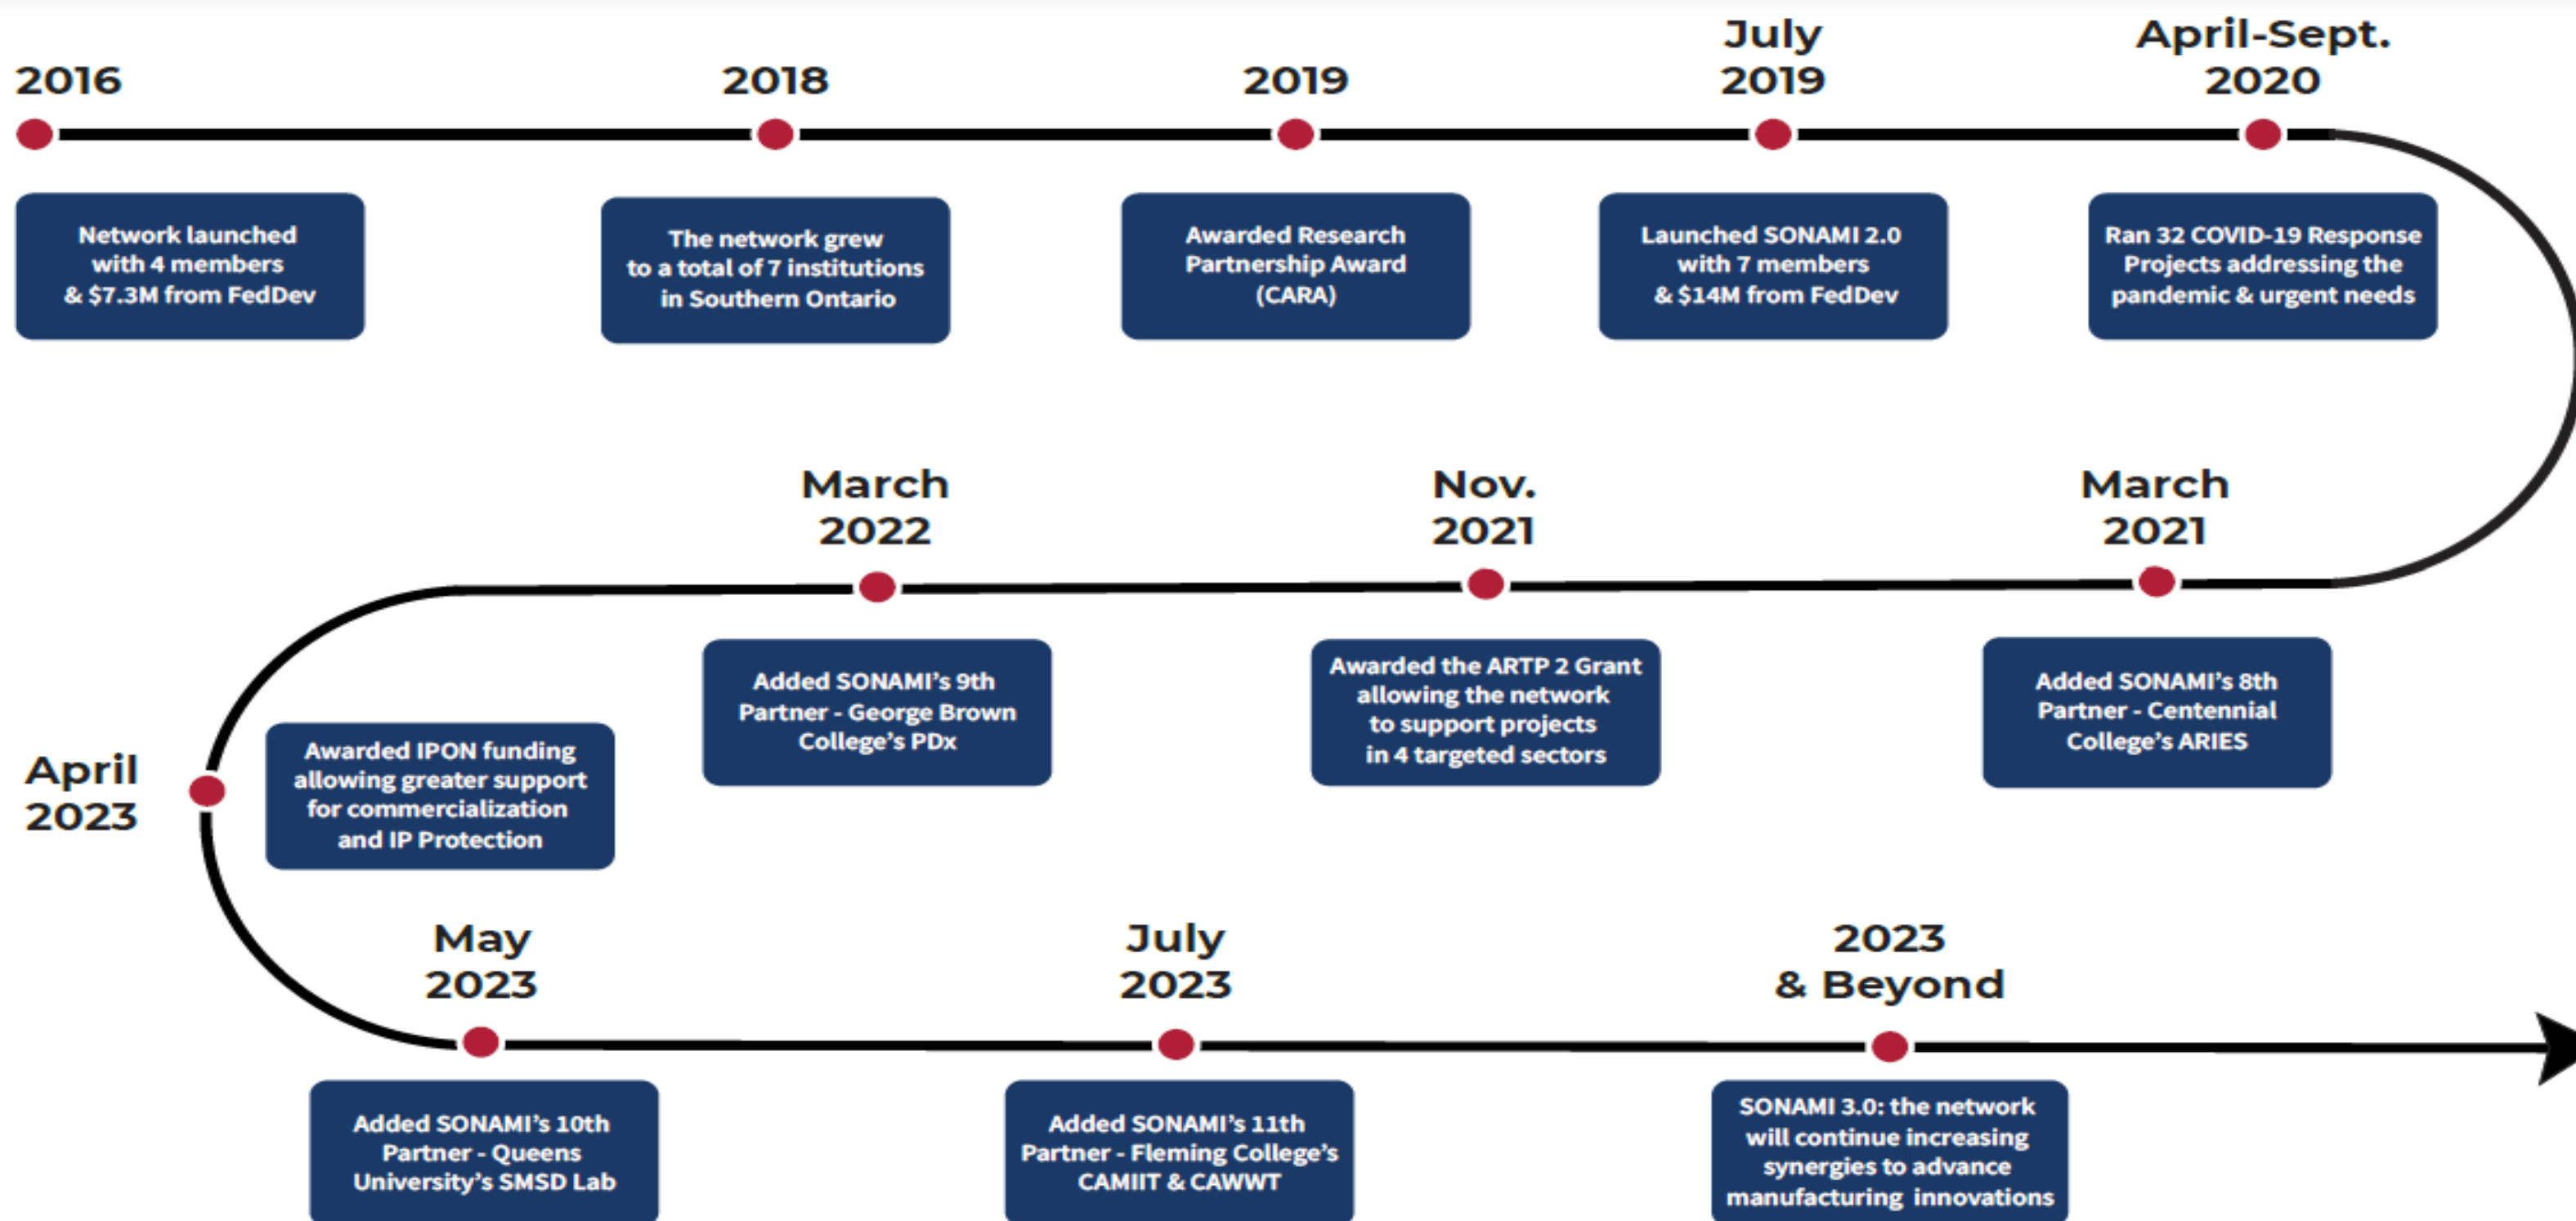 2016
Network launched
with 4 members
& $7.3M from FedDev
2018
The network grew
to a total of 7 institutions
in Southern Ontario
2019
Awarded Research
Partnership Award
(CARA)
July
2019
Launched SONAMI 2.0
with 7 members
& $14M from FedDev
April-Sept.
2020
Ran 32 COVID-19 Response
Projects addressing the
pandemic & urgent needs
March
2021
Added SONAMI's 8th
Partner - Centennial
College's ARIES
Nov.
2021
Awarded the ARTP 2 Grant
allowing the network
to support projects
in 4 targeted sectors
March
2022
Added SONAMI's 9th
Partner - George Brown
College's PDx
April
2023
Awarded IPON funding
allowing greater support
for commercialization
and IP Protection
May
2023
Added SONAMI's 10th
Partner - Queens
University's SMSD Lab
July
2023
Added SONAMI's 11th
Partner - Fleming College's
CAMIIT & CAWWT
2023
& Beyond
SONAMI 3.0: the network
will continue increasing
synergies to advance
manufacturing innovations